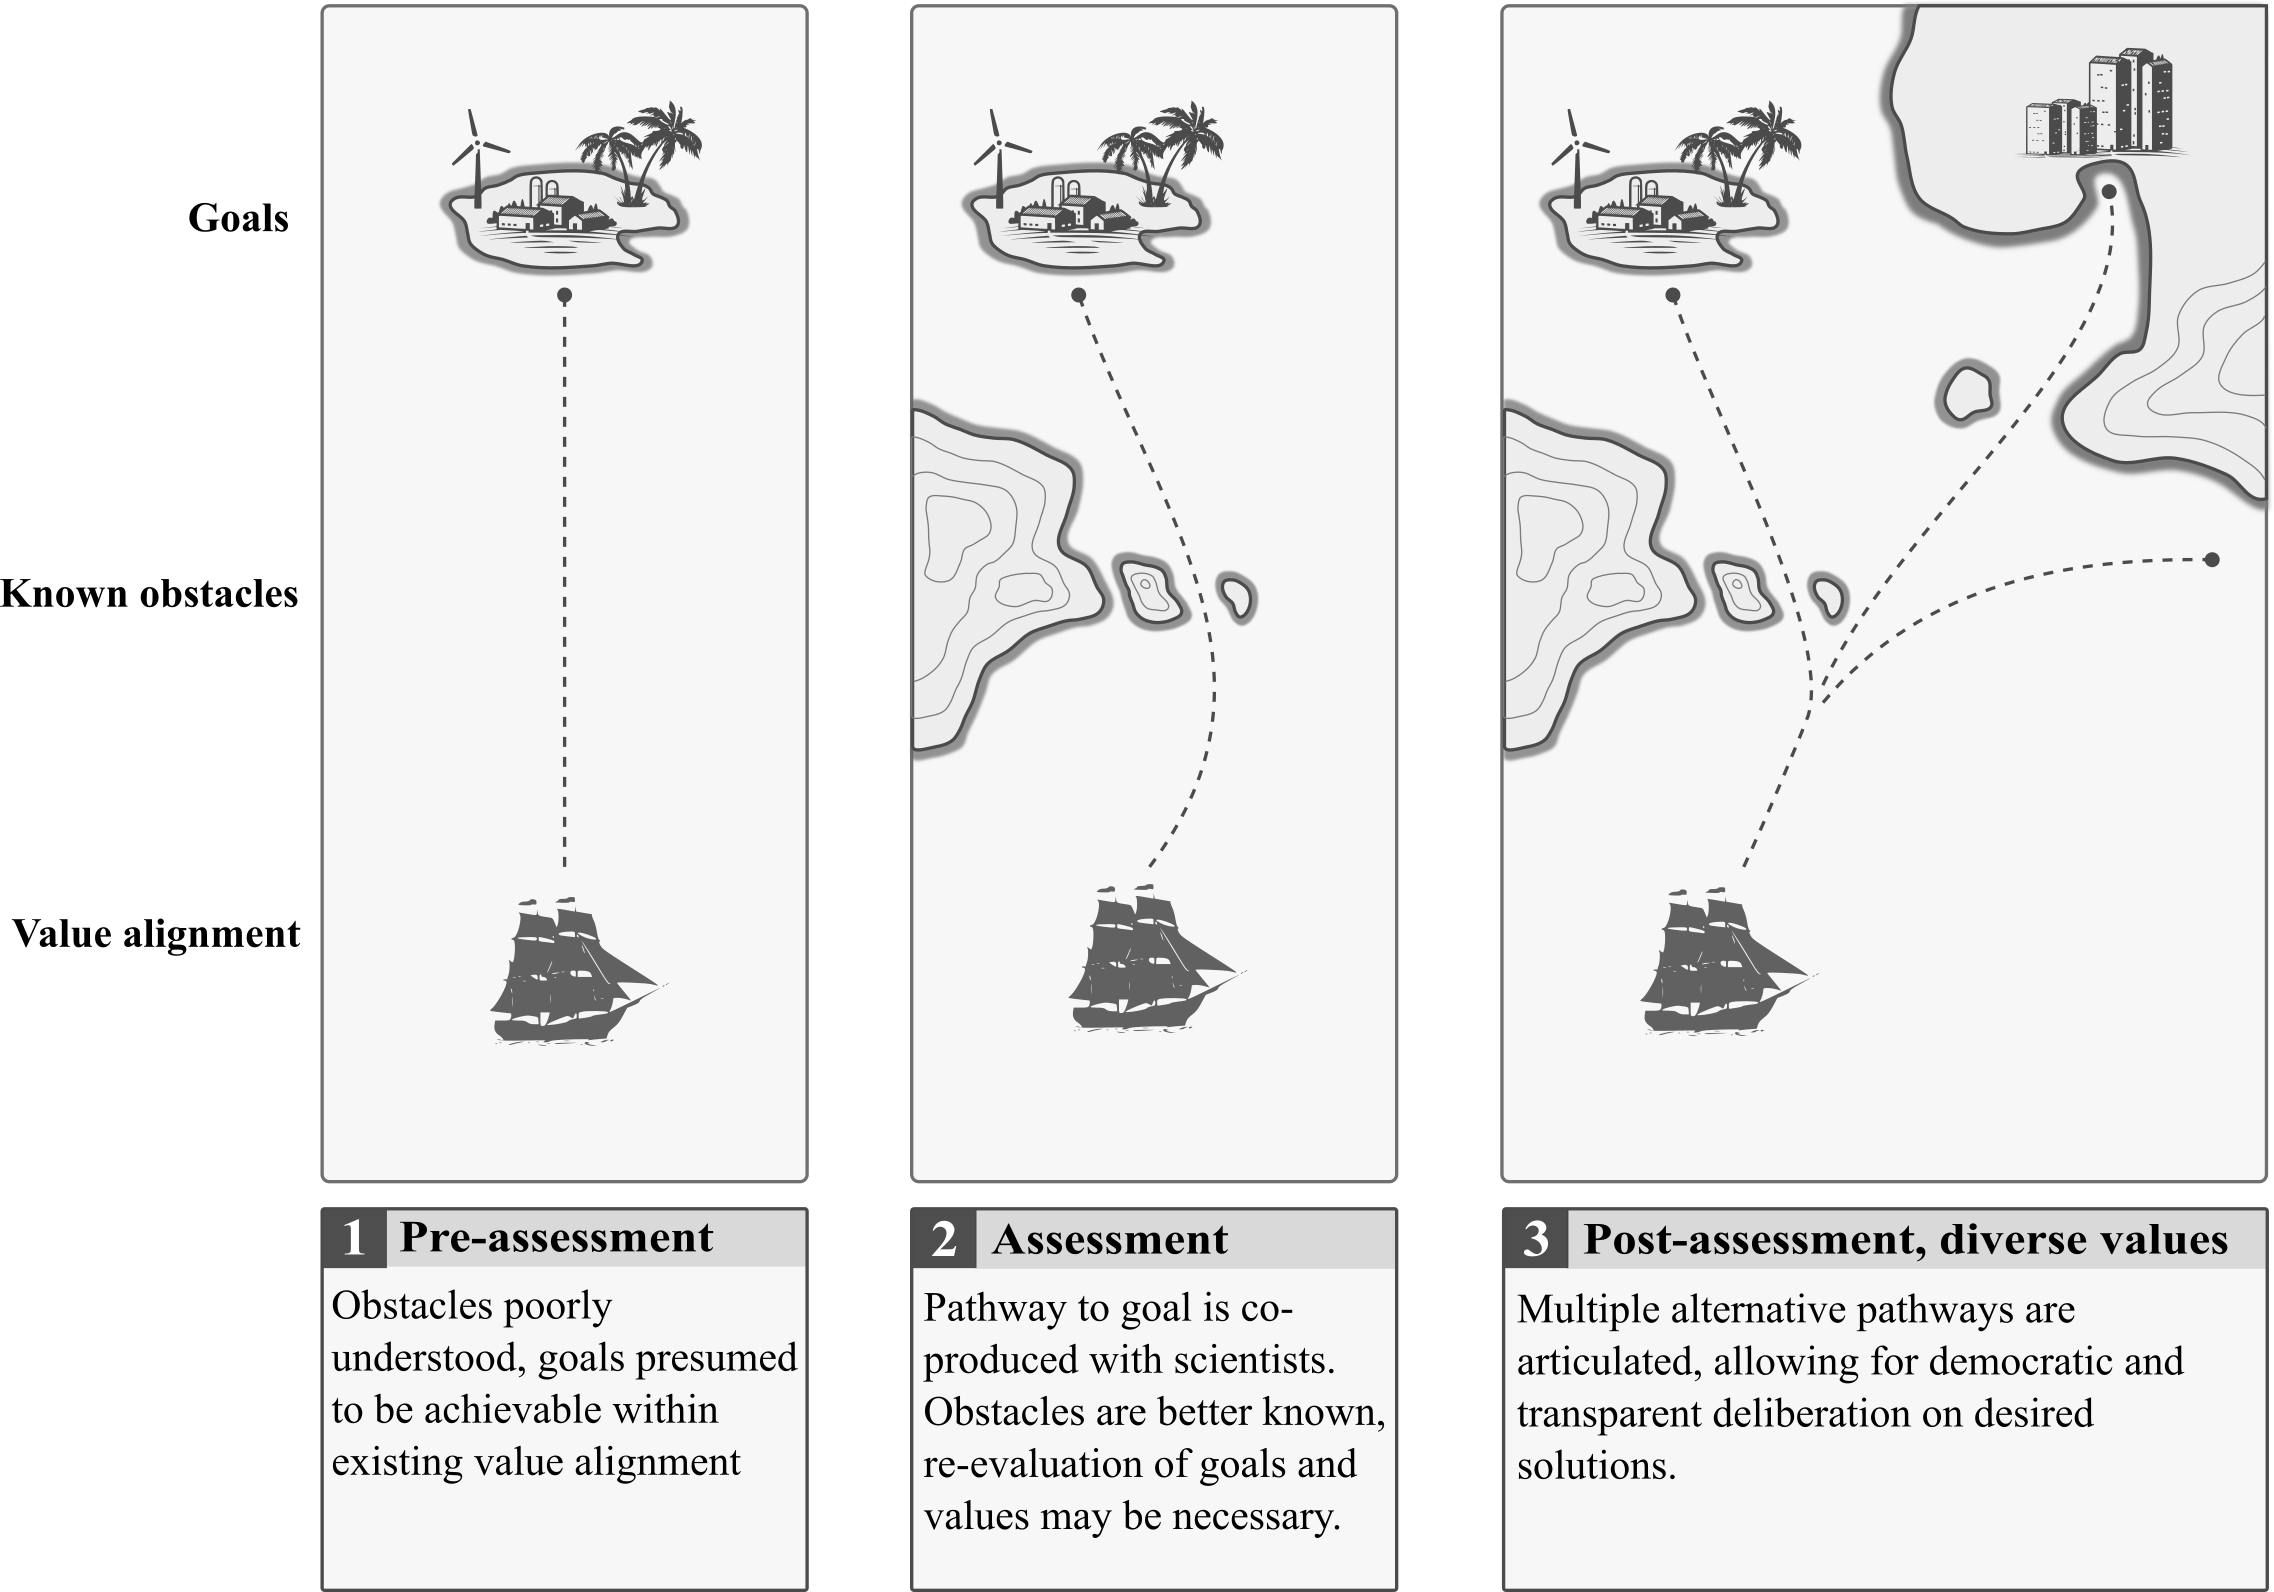 Goals
Known obstacles
Value alignment
1 Pre-assessment
Obstacles poorly
understood, goals presumed
to be achievable within
existing value alignment
2 Assessment
Pathway to goal is co-
produced with scientists.
Obstacles are better known,
re-evaluation of goals and
values may be necessary.
3 Post-assessment, diverse values
Multiple alternative pathways are
articulated, allowing for democratic and
transparent deliberation on desired
solutions.